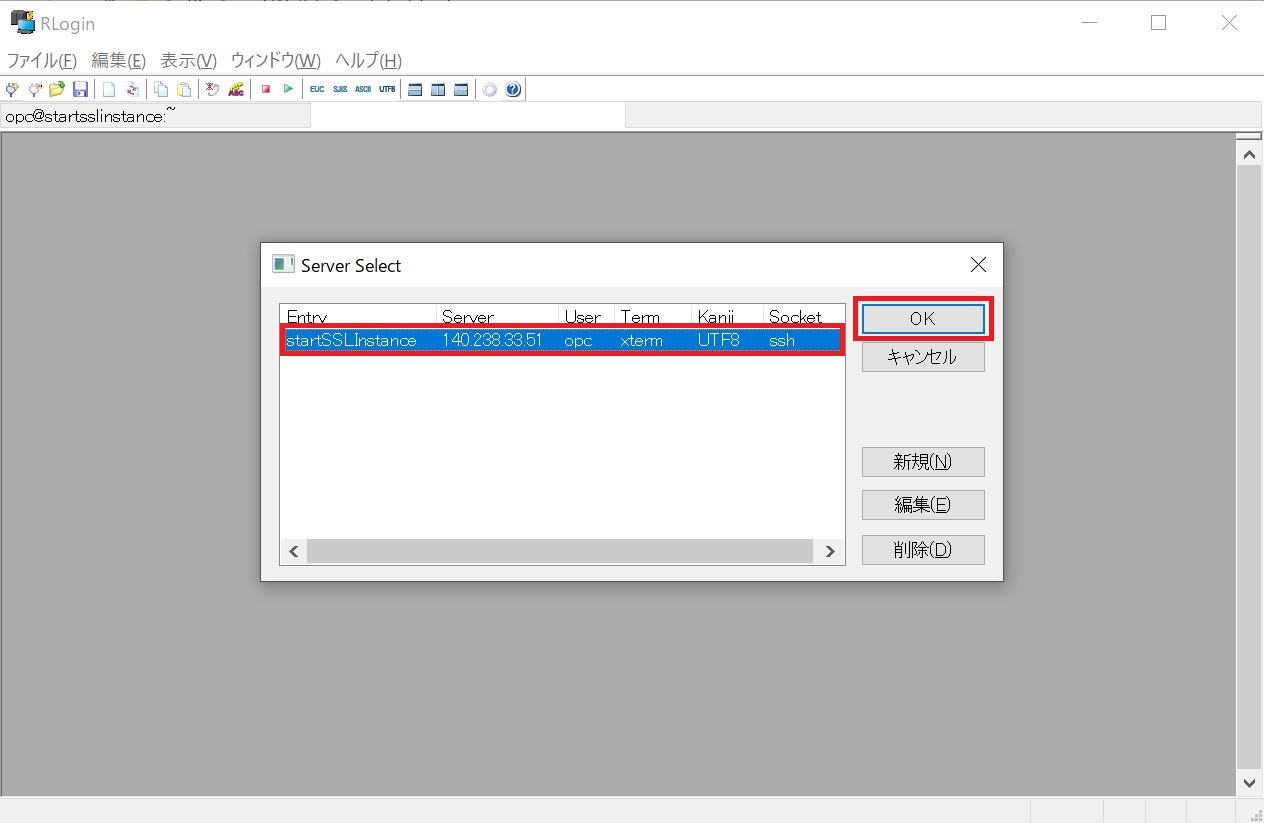 RLogin
ファイル(F) 編集(E) 表示(V) ウィンドウ(W) ヘルプ(H)
ABC EUC SJIS ASCII UTF8
opc@startsslinstance:~
Server Select
Entry Server User Term Kanji Socket
startSSLInstance 140.238.33.51 opc xterm UTF8 ssh
OK
キャンセル
新規(N)
編集(E)
削除(D)